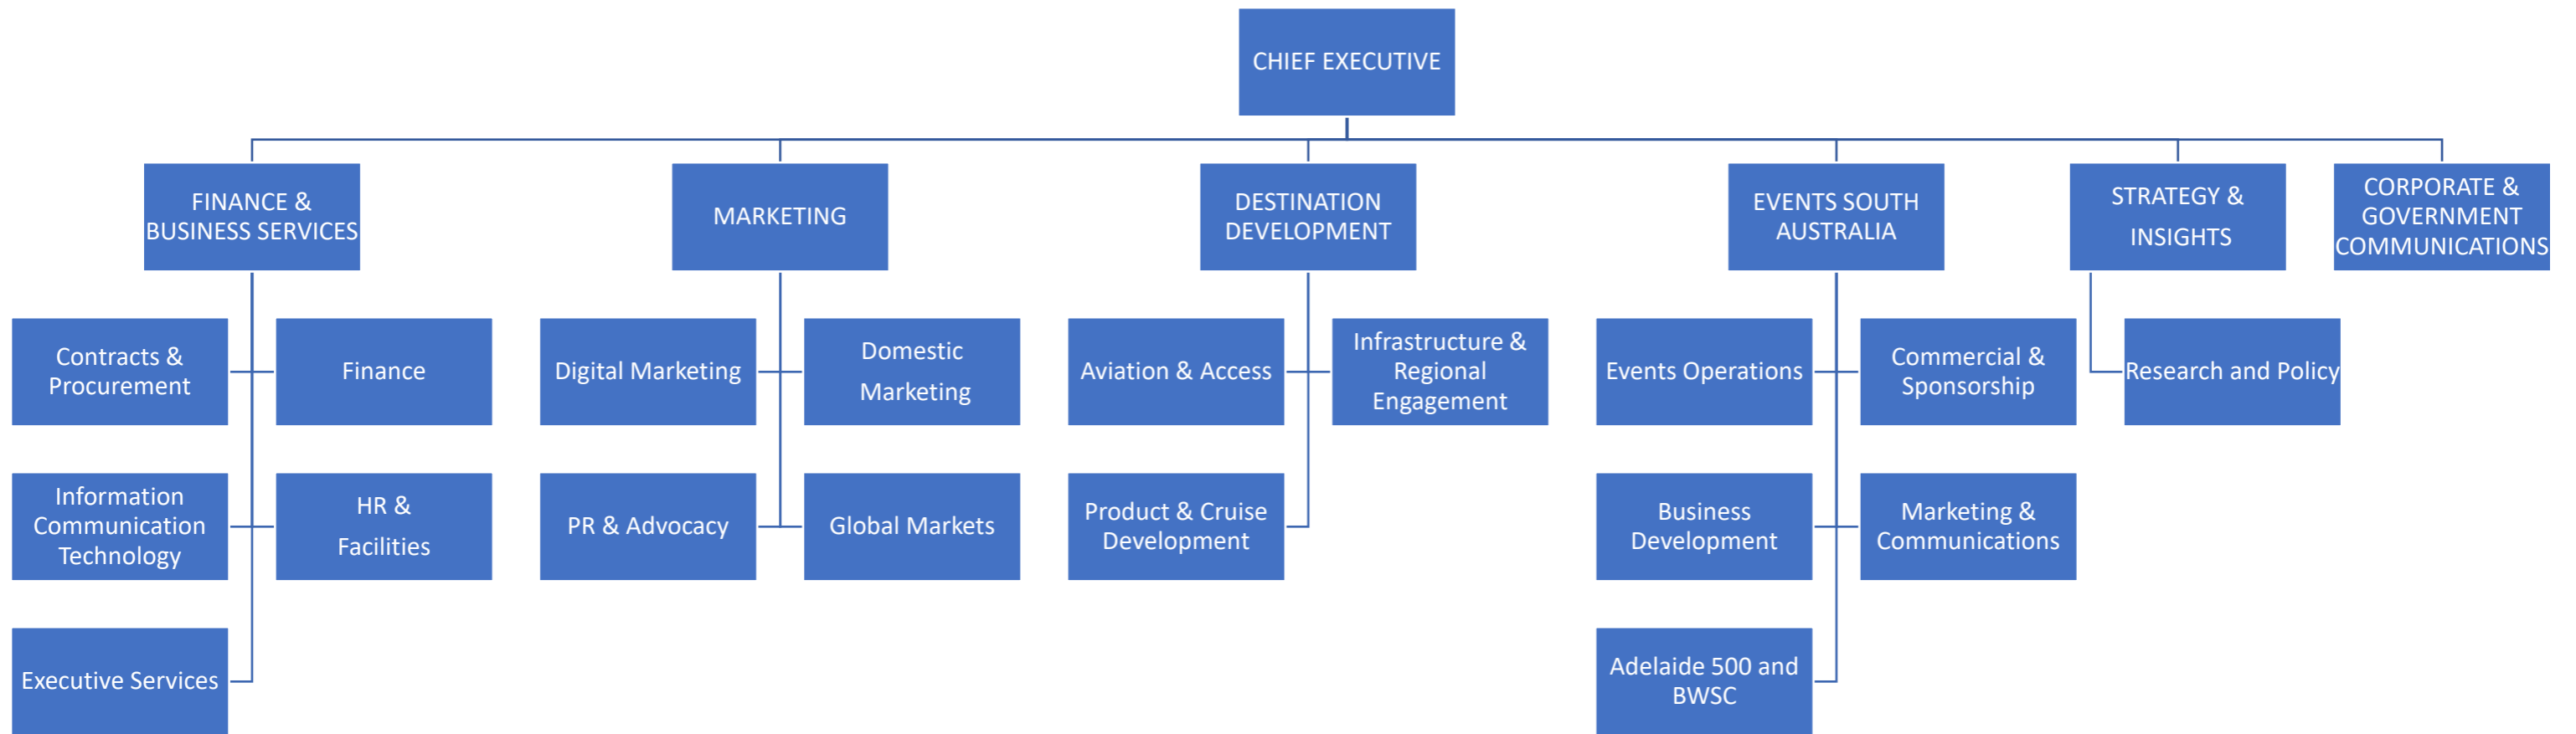 CHIEF EXECUTIVE
FINANCE &
BUSINESS SERVICES
MARKETING
DESTINATION
DEVELOPMENT
EVENTS SOUTH
AUSTRALIA
STRATEGY &
INSIGHTS
CORPORATE &
GOVERNMENT
COMMUNICATIONS
Contracts &
Procurement
Finance
Information
Communication
Technology
HR &
Facilities
Executive Services
Digital Marketing
Domestic
Marketing
PR & Advocacy
Global Markets
Aviation & Access
Infrastructure &
Regional
Engagement
Product & Cruise
Development
Events Operations
Commercial &
Sponsorship
Business
Development
Marketing &
Communications
Adelaide 500 and
BWSC
Research and Policy